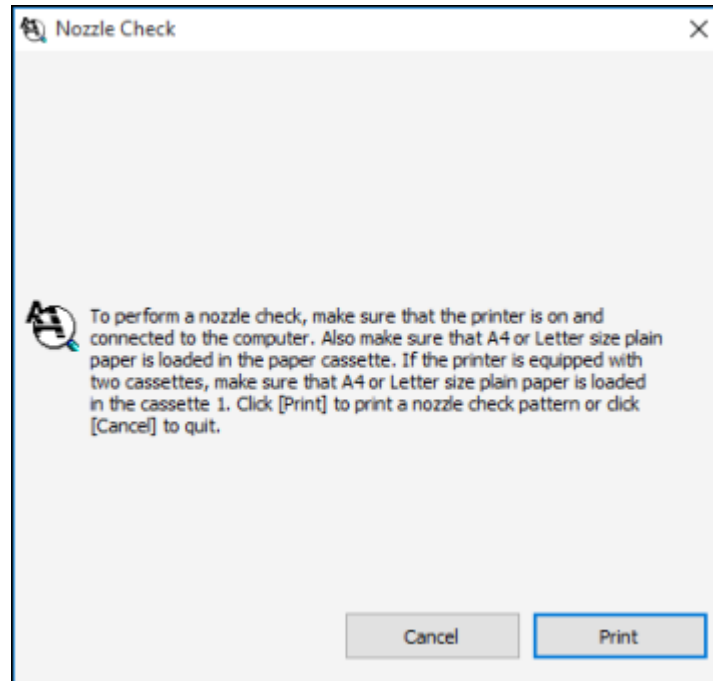 Nozzle Check
To perform a nozzle check, make sure that the printer is on and
connected to the computer. Also make sure that A4 or Letter size plain
paper is loaded in the paper cassette. If the printer is equipped with
two cassettes, make sure that A4 or Letter size plain paper is loaded
in the cassette 1. Click [Print] to print a nozzle check pattern or click
[Cancel] to quit.
Cancel Print